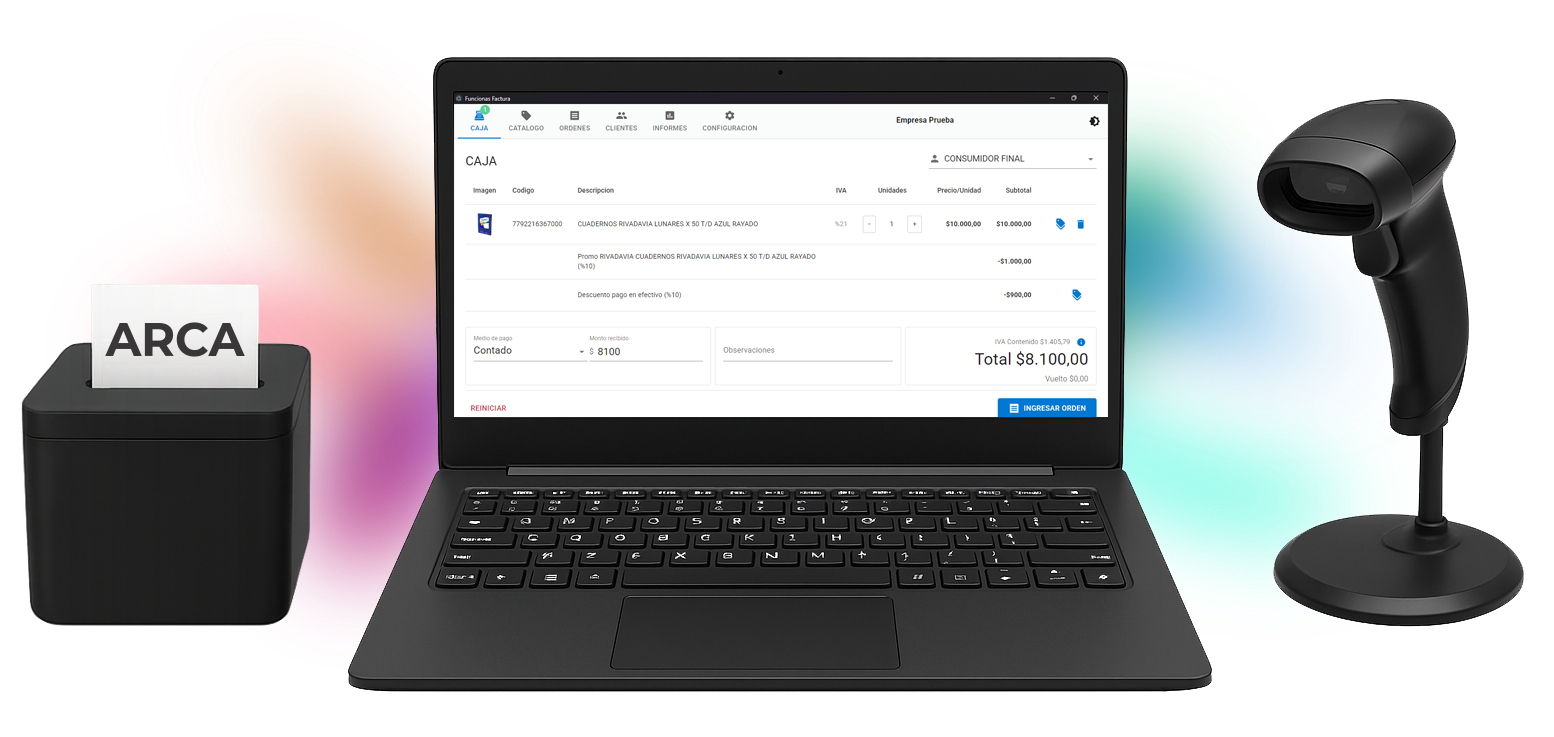 Funcionas Factura
1
CAJA CATALOGO ORDENES CLIENTES INFORMES CONFIGURACION
Empresa Prueba
CAJA
CONSUMIDOR FINAL
Imagen Codigo Descripcion IVA Unidades Precio/Unidad Subtotal
7792216367000 CUADERNOS RIVADAVIA LUNARES X 50 T/D AZUL RAYADO %21 - 1 + $10.000,00 $10.000,00
Promo RIVADAVIA CUADERNOS RIVADAVIA LUNARES X 50 T/D AZUL RAYADO
(%10) -$1.000,00
Descuento pago en efectivo (%10) -$900,00
Medio de pago Monto recibido
Contado $ 8100
Observaciones
IVA Contenido $1.405,79
Total $8.100,00
Vuelto $0,00
REINICIAR
INGRESAR ORDEN
ARCA